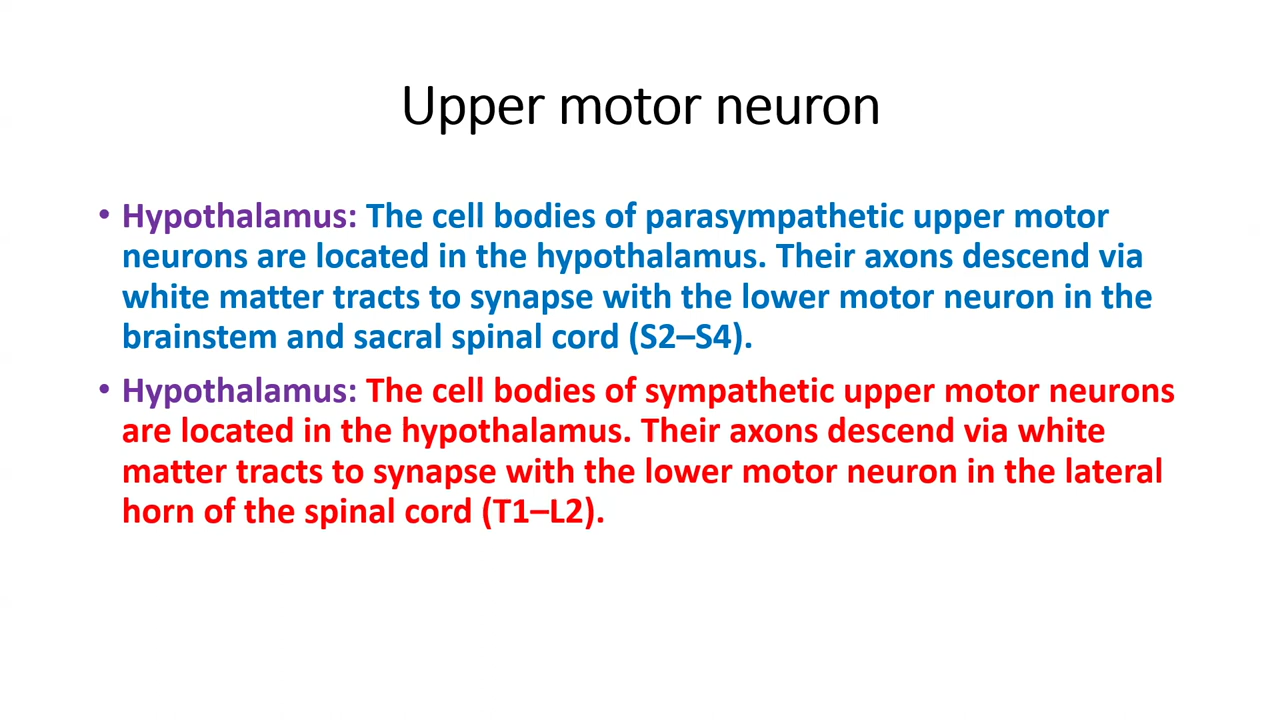 Upper motor neuron
• Hypothalamus: The cell bodies of parasympathetic upper motor
neurons are located in the hypothalamus. Their axons descend via
white matter tracts to synapse with the lower motor neuron in the
brainstem and sacral spinal cord (S2–S4).
• Hypothalamus: The cell bodies of sympathetic upper motor neurons
are located in the hypothalamus. Their axons descend via white
matter tracts to synapse with the lower motor neuron in the lateral
horn of the spinal cord (T1–L2).